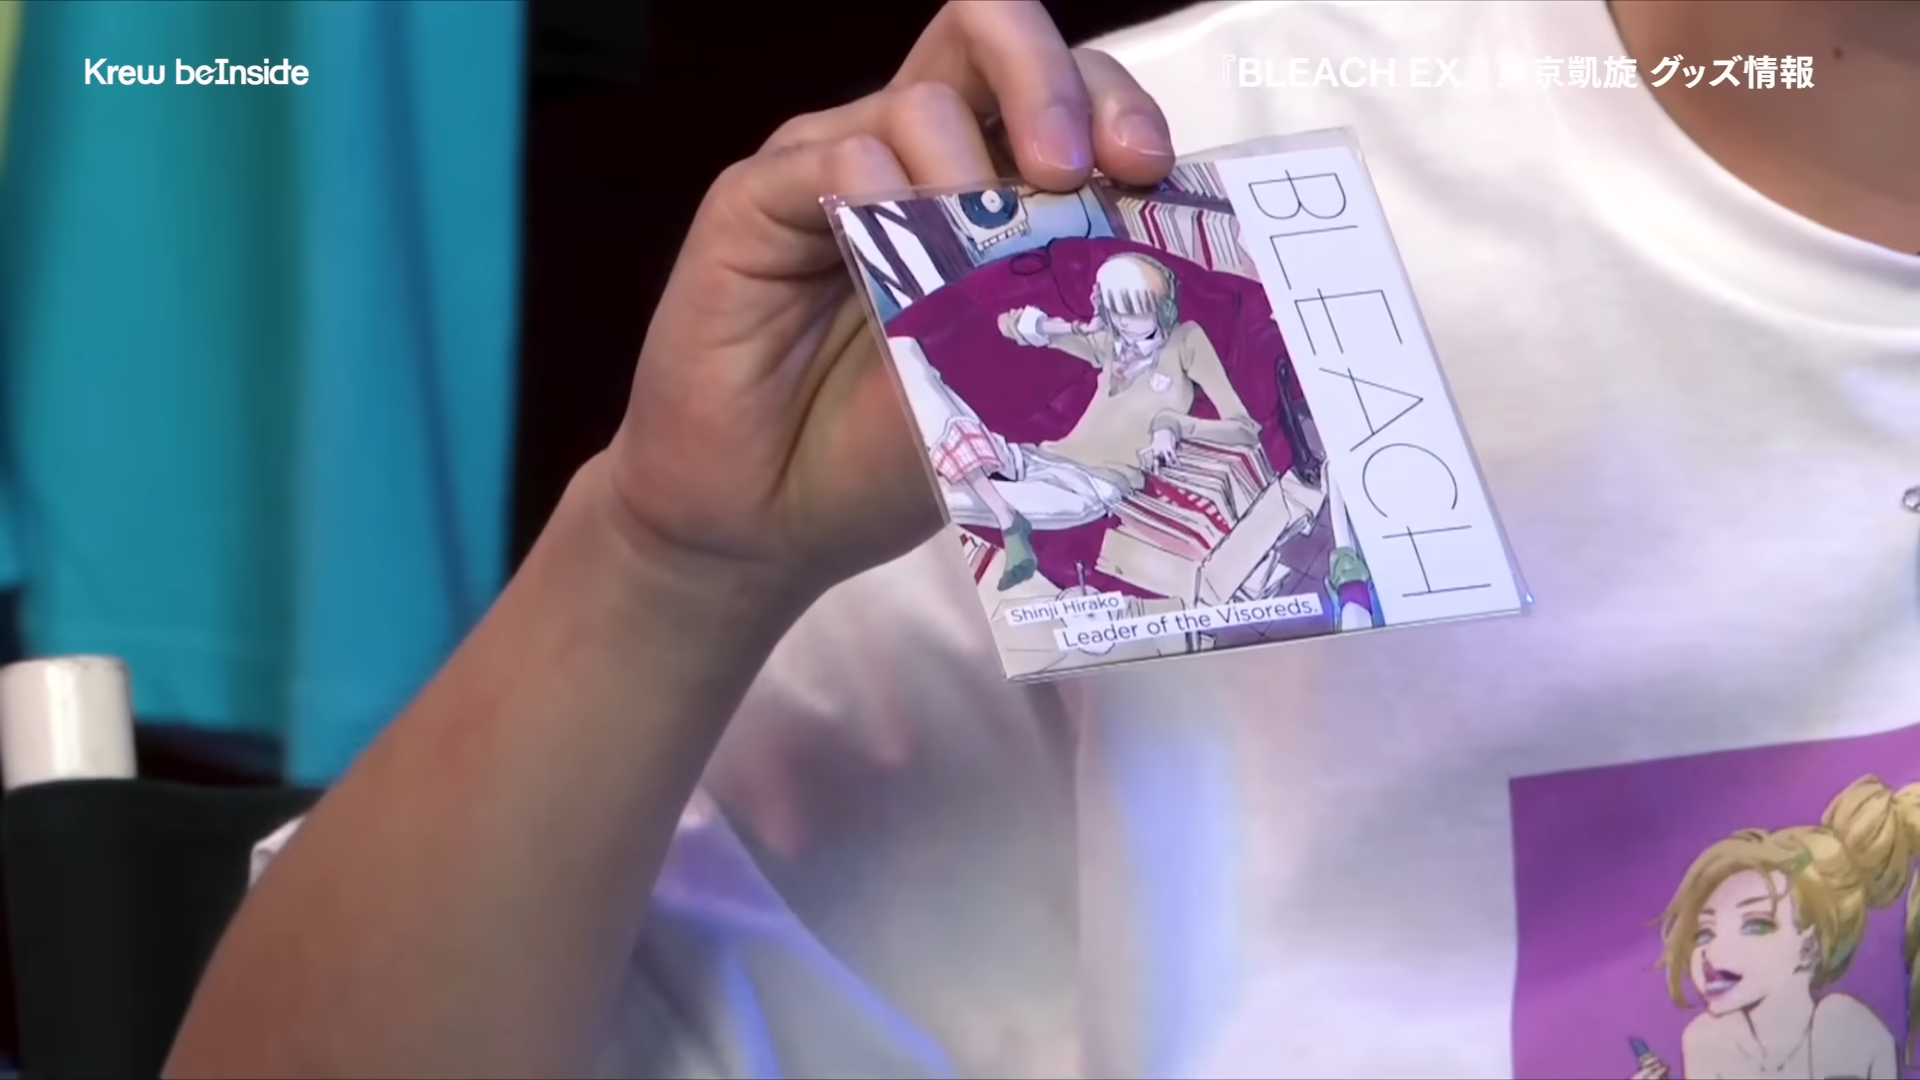 Krew beInside
『BLEACH EX.』東京凱旋 グッズ情報
BLEACH
Shinji Hirako
Leader of the Visoreds.